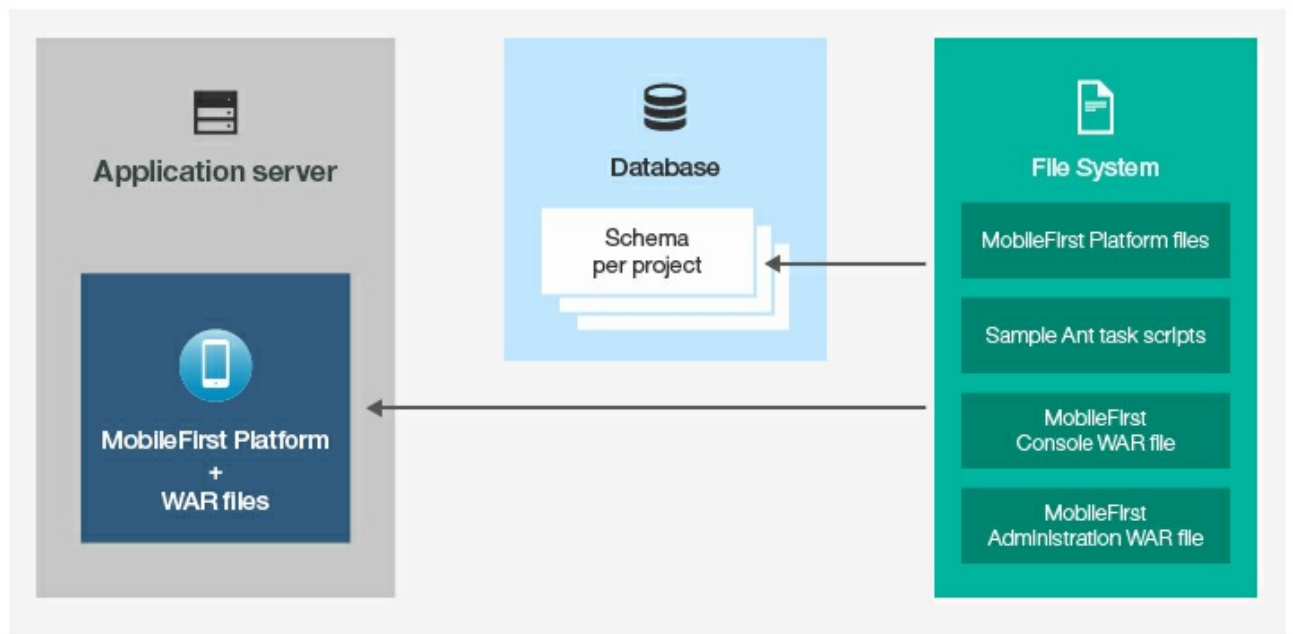 Application server
MobileFirst Platform
+
WAR files
Database
Schema
per project
File System
MobileFirst Platform files
Sample Ant task scripts
MobileFirst
Console WAR file
MobileFirst
Administration WAR file